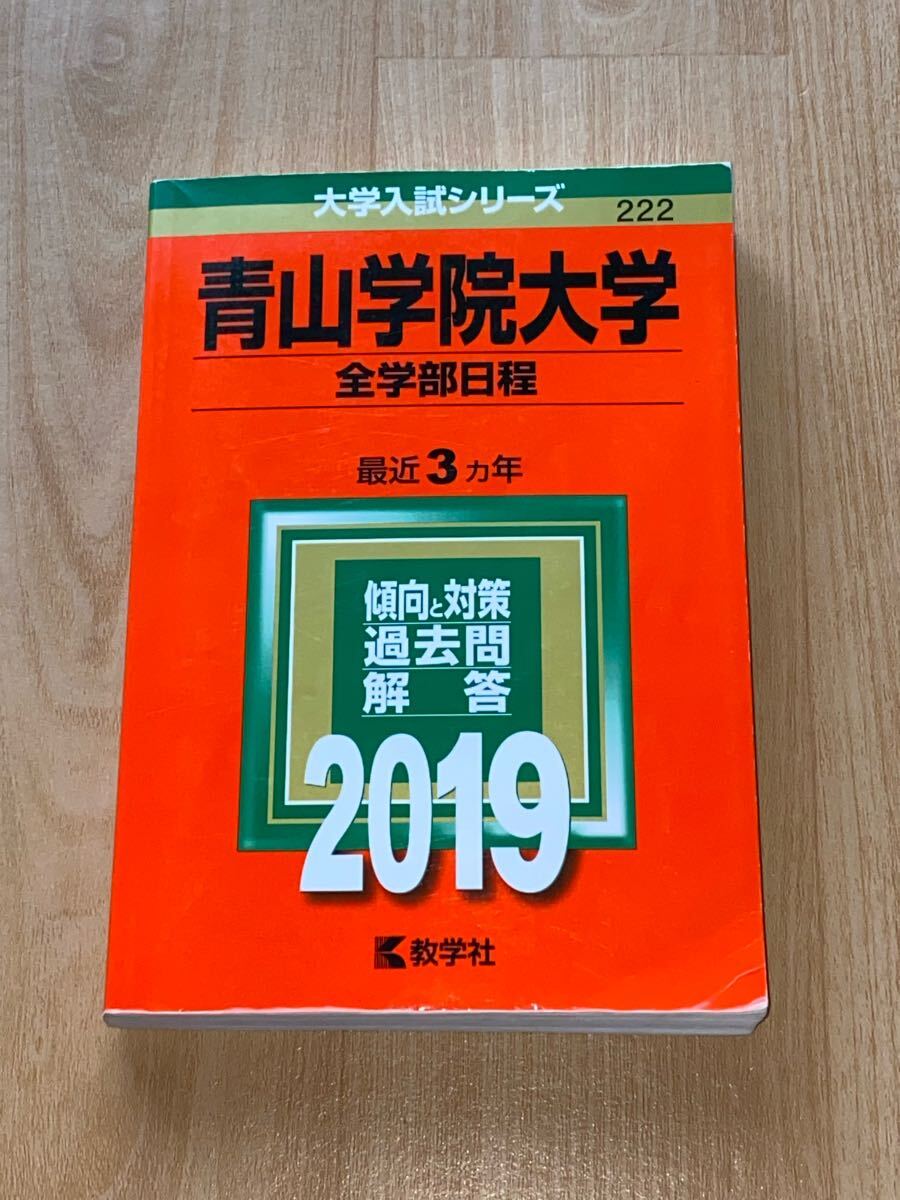 大学入試シリーズ
222
青山学院大学
全学部日程
最近3カ年
傾向と対策
過去問
解答
2019
教学社